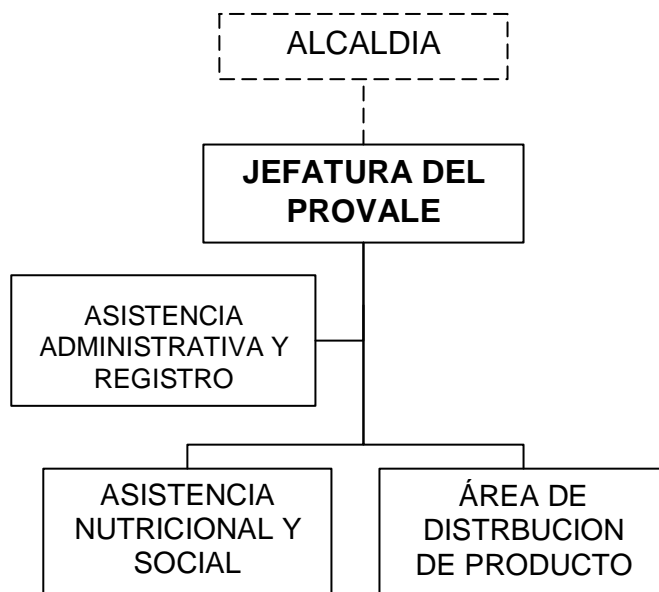 ALCALDIA
JEFATURA DEL
PROVALE
ASISTENCIA
ADMINISTRATIVA Y
REGISTRO
ASISTENCIA
NUTRICIONAL Y
SOCIAL
ÁREA DE
DISTRBUCION
DE PRODUCTO